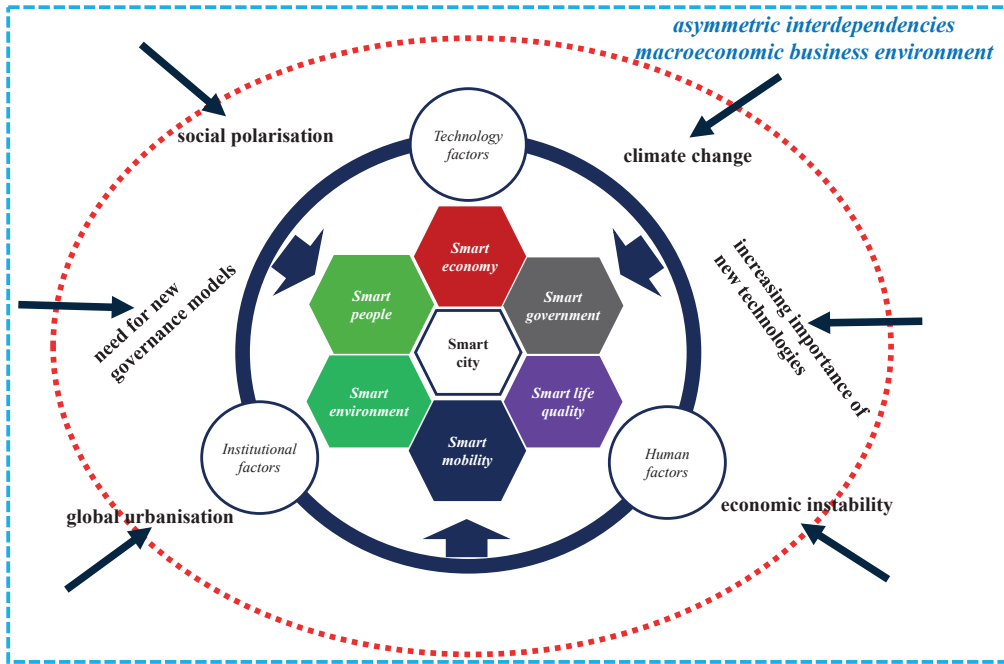 asymmetric interdependencies
macroeconomic business environment
social polarisation
Technology
factors
climate change
Smart
economy
Smart
people
Smart
government
need for new
governance models
increasing importance of
new technologies
Smart
city
Smart
environment
Smart life
quality
Smart
mobility
Institutional
factors
Human
factors
global urbanisation
economic instability